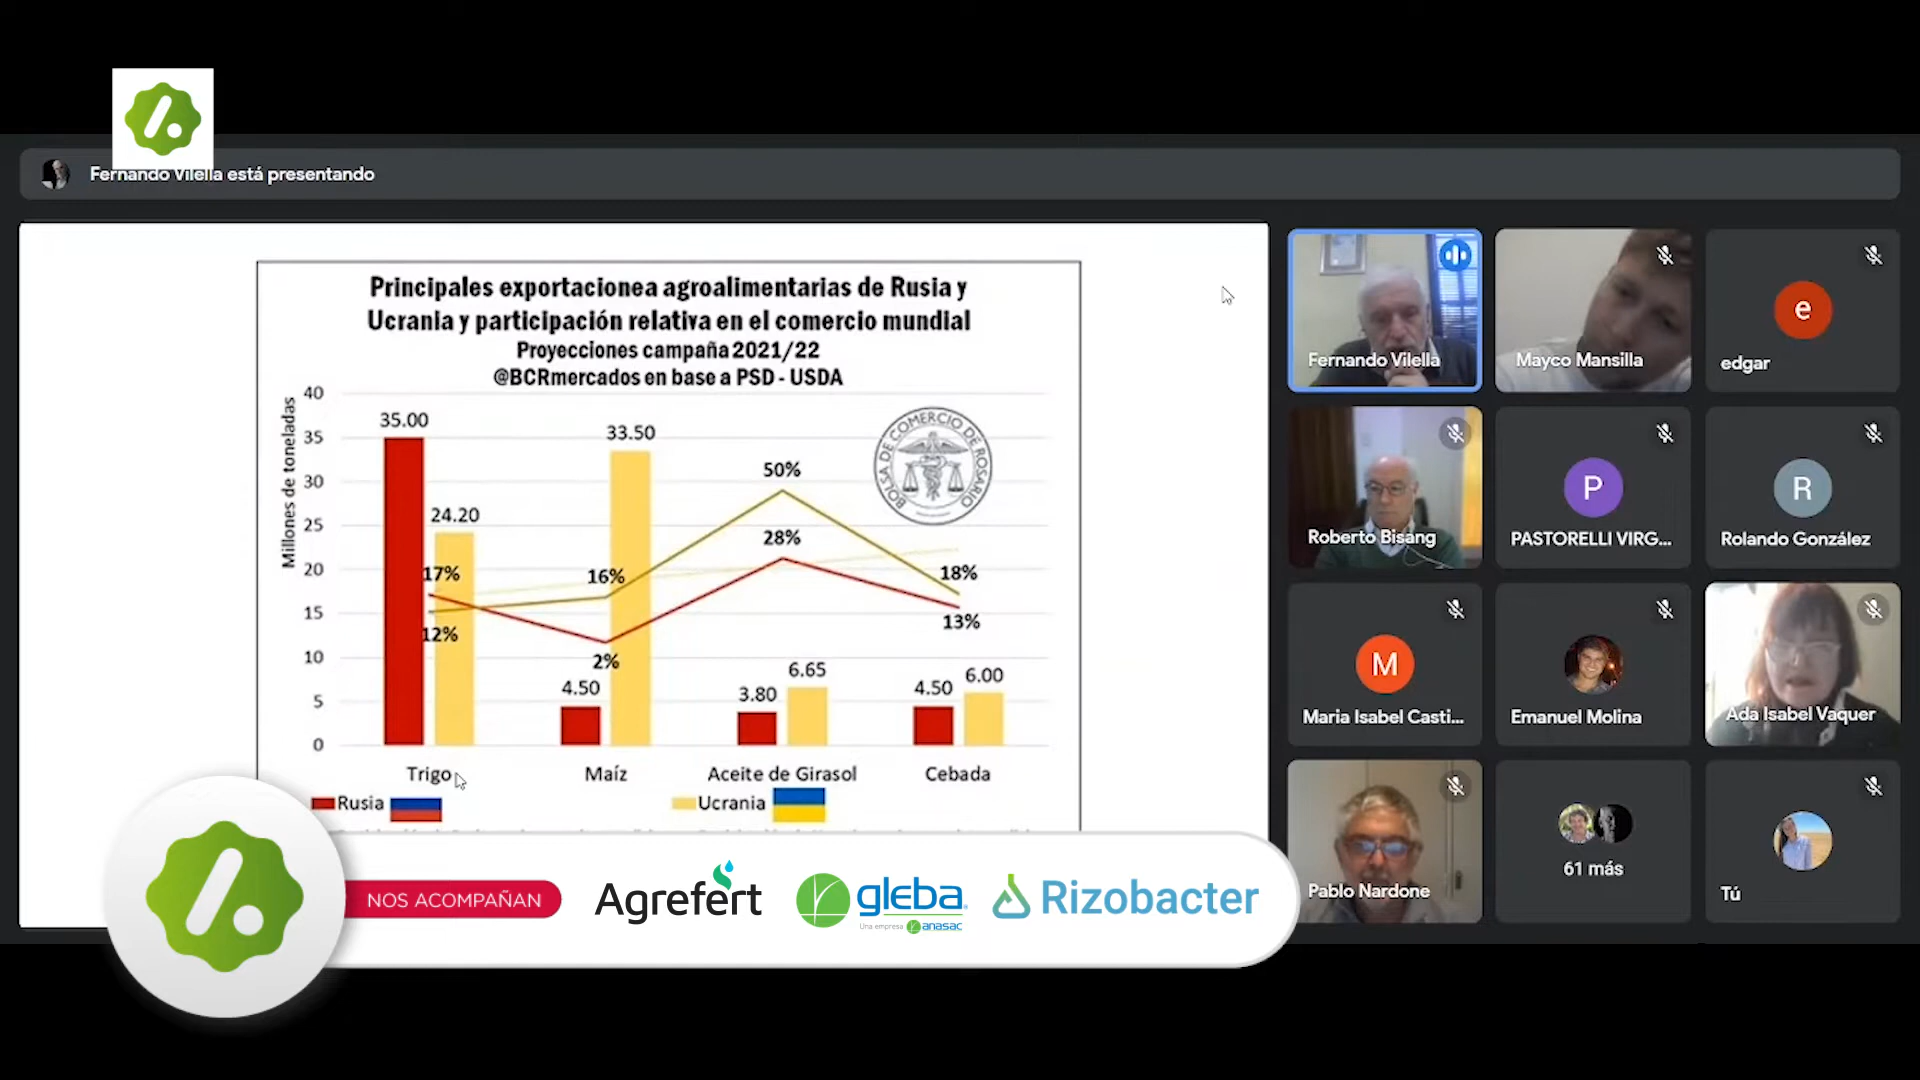 Fernando Vilella está presentando
Principales exportacionea agroalimentarias de Rusia y
Ucrania y participación relativa en el comercio mundial
Proyecciones campaña 2021/22
@BCRmercados en base a PSD - USDA
Millones de toneladas
40
35
30
25
20
15
10
5
0
35.00
24.20
17%
12%
33.50
16%
2%
4.50
50%
28%
3.80
6.65
18%
13%
4.50
6.00
BOLSA DE COMERCIO DE ROSARIO
Trigo
Maíz
Aceite de Girasol
Cebada
Rusia
Ucrania
Fernando Vilella
Mayco Mansilla
e
edgar
Roberto Bisang
P
PASTORELLI VIRG...
R
Rolando González
M
Maria Isabel Casti...
Emanuel Molina
Ada Isabel Vaquer
Pablo Nardone
61 más
Tú
NOS ACOMPAÑAN
Agrefert
gleba
Una empresa anasac
Rizobacter